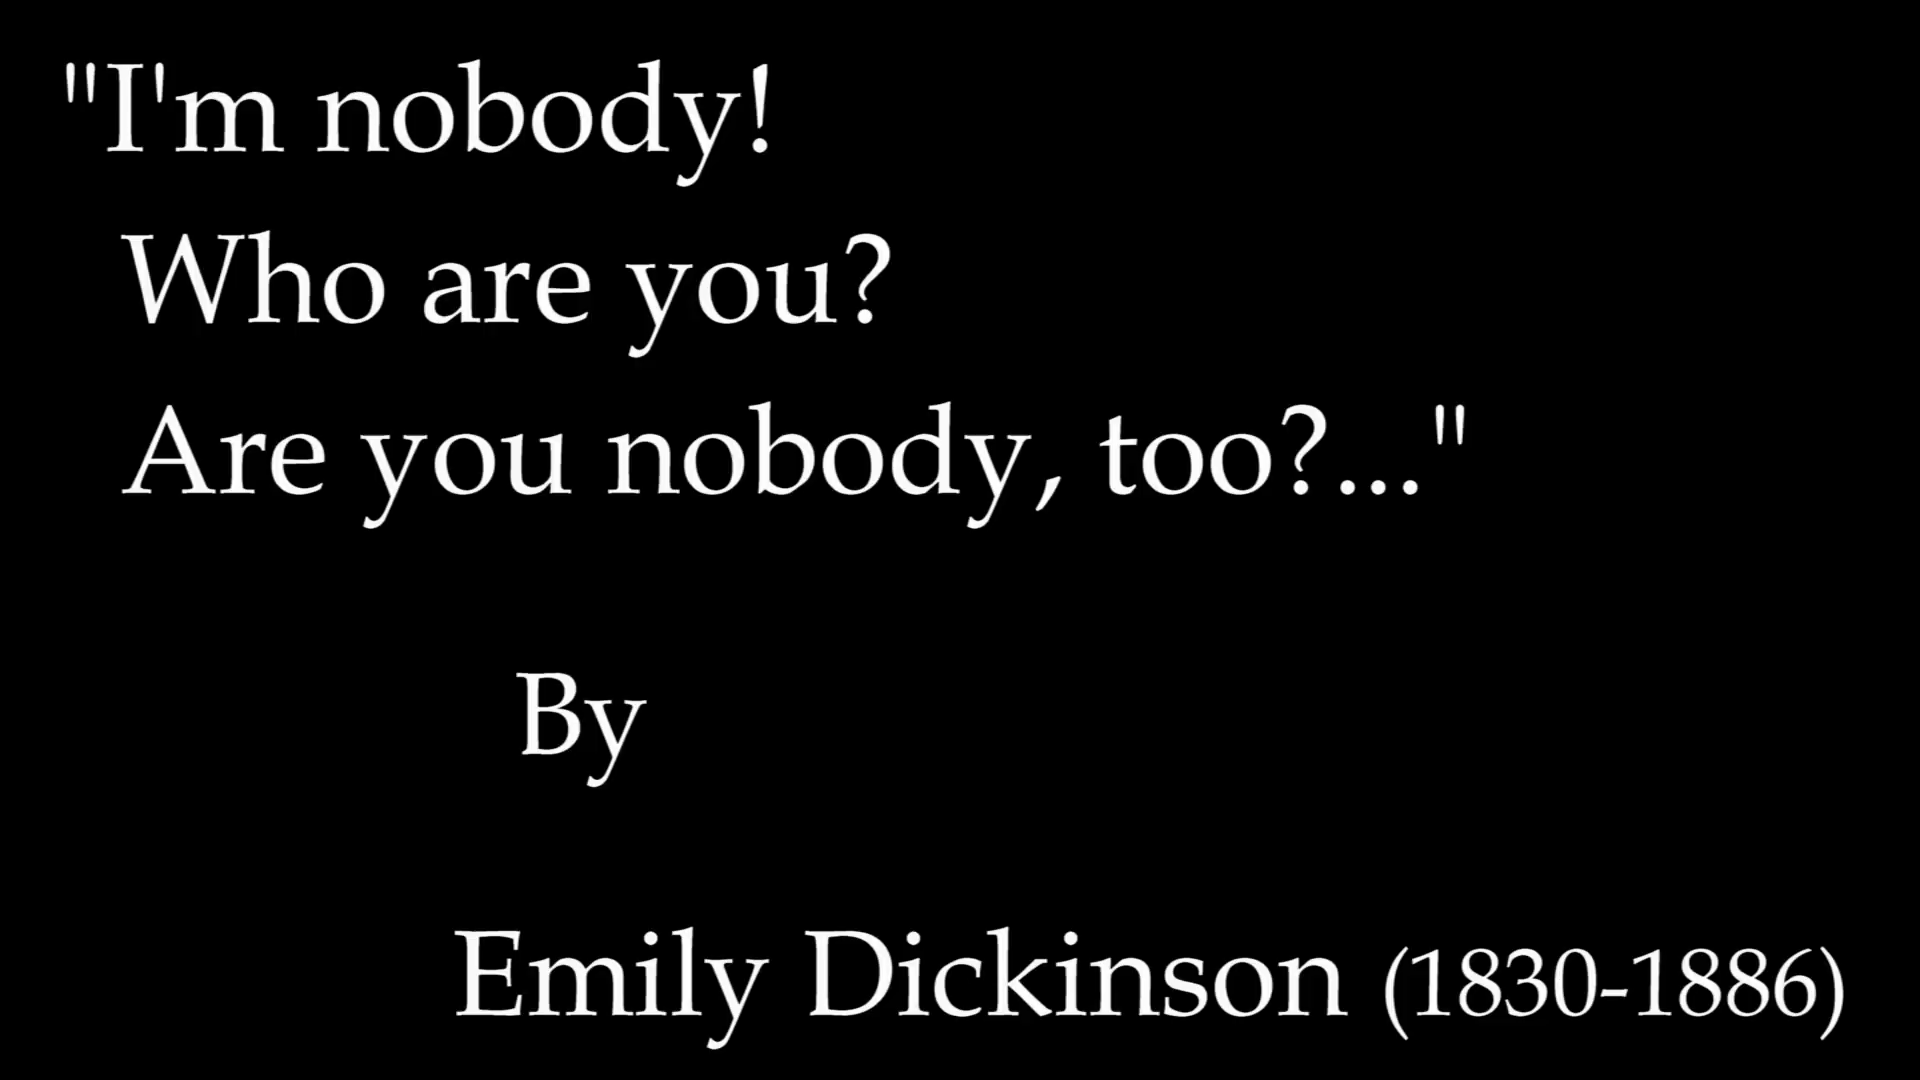 "I'm nobody!
Who are you?
Are you nobody, too?..."
By
Emily Dickinson (1830-1886)